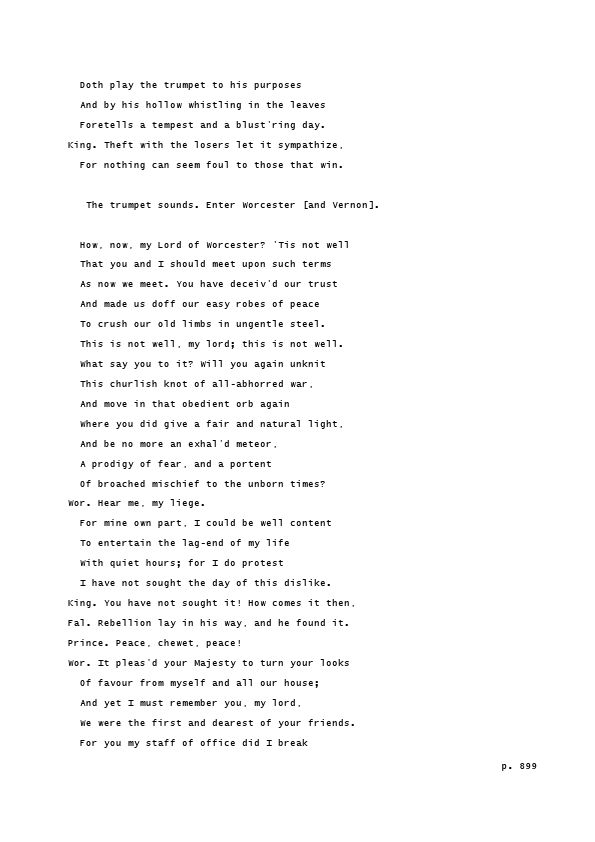 Doth play the trumpet to his purposes
And by his hollow whistling in the leaves
Foretells a tempest and a blust'ring day.
King. Theft with the losers let it sympathize,
For nothing can seem foul to those that win.
The trumpet sounds. Enter Worcester [and Vernon].
How, now, my Lord of Worcester? 'Tis not well
That you and I should meet upon such terms
As now we meet. You have deceiv'd our trust
And made us doff our easy robes of peace
To crush our old limbs in ungentle steel.
This is not well, my lord; this is not well.
What say you to it? Will you again unknit
This churlish knot of all-abhorred war,
And move in that obedient orb again
Where you did give a fair and natural light,
And be no more an exhal'd meteor,
A prodigy of fear, and a portent
Of broached mischief to the unborn times?
Wor. Hear me, my liege.
For mine own part, I could be well content
To entertain the lag-end of my life
With quiet hours; for I do protest
I have not sought the day of this dislike.
King. You have not sought it! How comes it then,
Fal. Rebellion lay in his way, and he found it.
Prince. Peace, chewet, peace!
Wor. It pleas'd your Majesty to turn your looks
Of favour from myself and all our house;
And yet I must remember you, my lord,
We were the first and dearest of your friends.
For you my staff of office did I break
p. 899